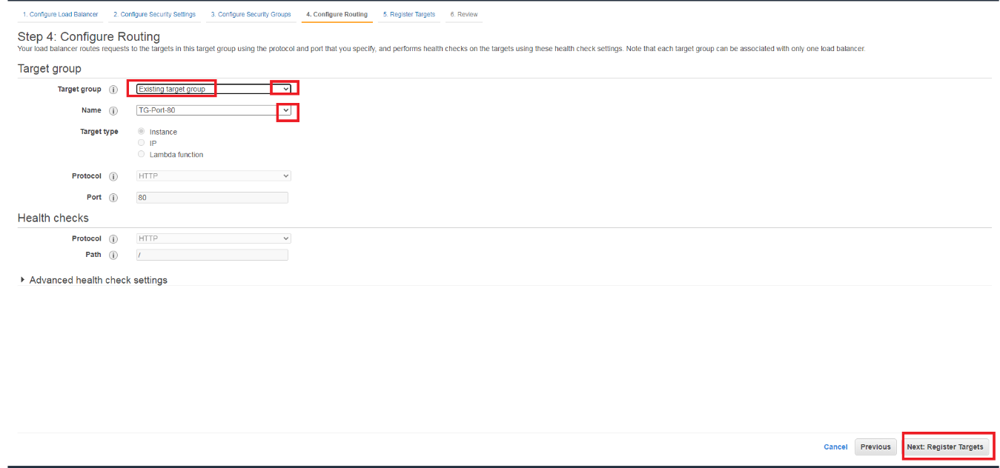 1. Configure Load Balancer 2. Configure Security Settings 3. Configure Security Groups 4. Configure Routing 5. Register Targets 6. Review
Step 4: Configure Routing
Your load balancer routes requests to the targets in this target group using the protocol and port that you specify, and performs health checks on the targets using these health check settings. Note that each target group can be associated with only one load balancer.
Target group
Target group i Existing target group
Name i TG-Port-80
Target type Instance
IP
Lambda function
Protocol i HTTP
Port i 80
Health checks
Protocol i HTTP
Path i /
Advanced health check settings
Cancel Previous Next: Register Targets